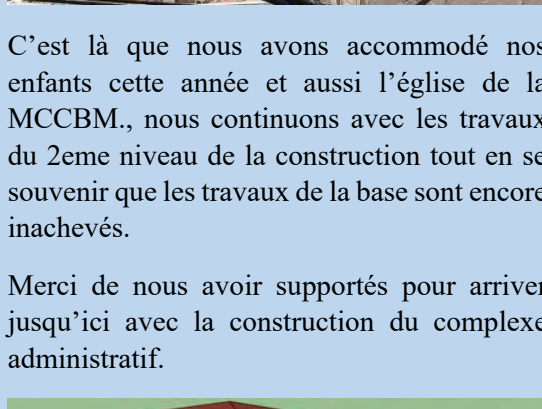 C’est là que nous avons accommodé nos
enfants cette année et aussi l’église de la
MCCBM., nous continuons avec les travaux
du 2eme niveau de la construction tout en se
souvenir que les travaux de la base sont encore
inachevés.
Merci de nous avoir supportés pour arriver
jusqu’ici avec la construction du complexe
administratif.